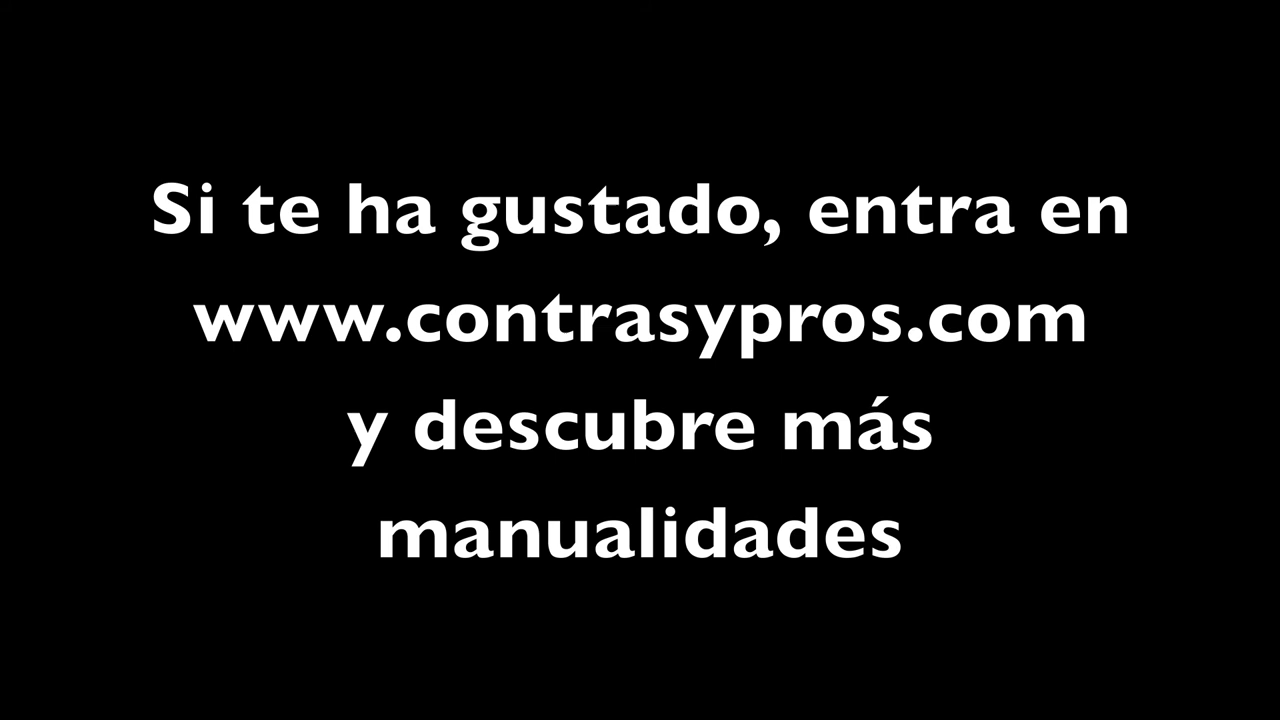 Si te ha gustado, entra en
www.contrasypros.com
y descubre más
manualidades